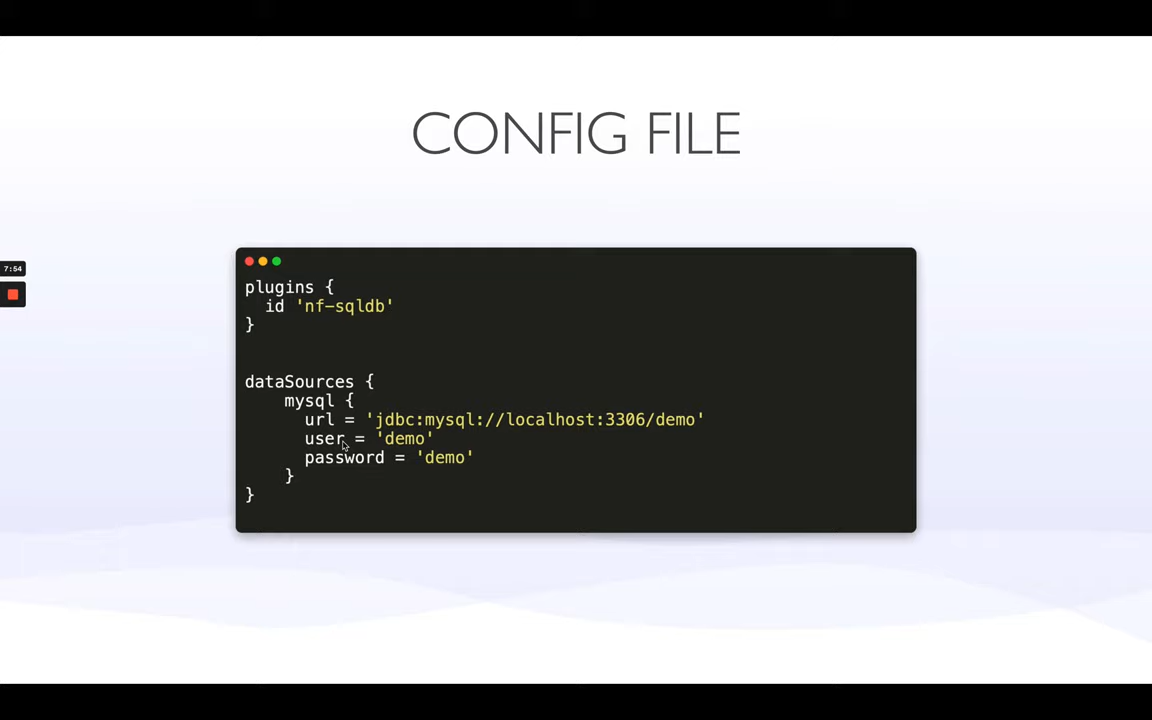 CONFIG FILE
7:54
plugins {
  id 'nf-sqldb'
}
dataSources {
    mysql {
      url = 'jdbc:mysql://localhost:3306/demo'
      user = 'demo'
      password = 'demo'
    }
}